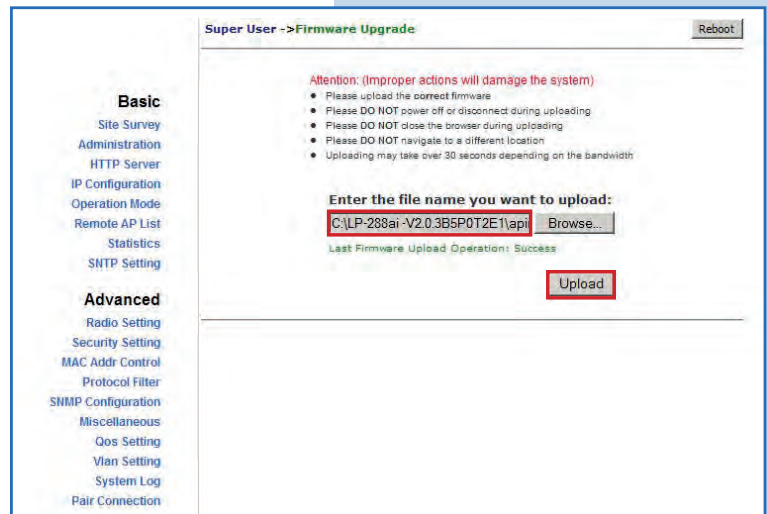 Super User ->Firmware Upgrade
Reboot
Attention: (Improper actions will damage the system)
Please upload the correct firmware
Please DO NOT power off or disconnect during uploading
Please DO NOT close the browser during uploading
Please DO NOT navigate to a different location
Uploading may take over 30 seconds depending on the bandwidth
Enter the file name you want to upload:
C:\LP-288ai -V2.0.3B5P0T2E1\api
Browse...
Last Firmware Upload Operation: Success
Upload
Basic
Site Survey
Administration
HTTP Server
IP Configuration
Operation Mode
Remote AP List
Statistics
SNTP Setting
Advanced
Radio Setting
Security Setting
MAC Addr Control
Protocol Filter
SNMP Configuration
Miscellaneous
Qos Setting
Vlan Setting
System Log
Pair Connection